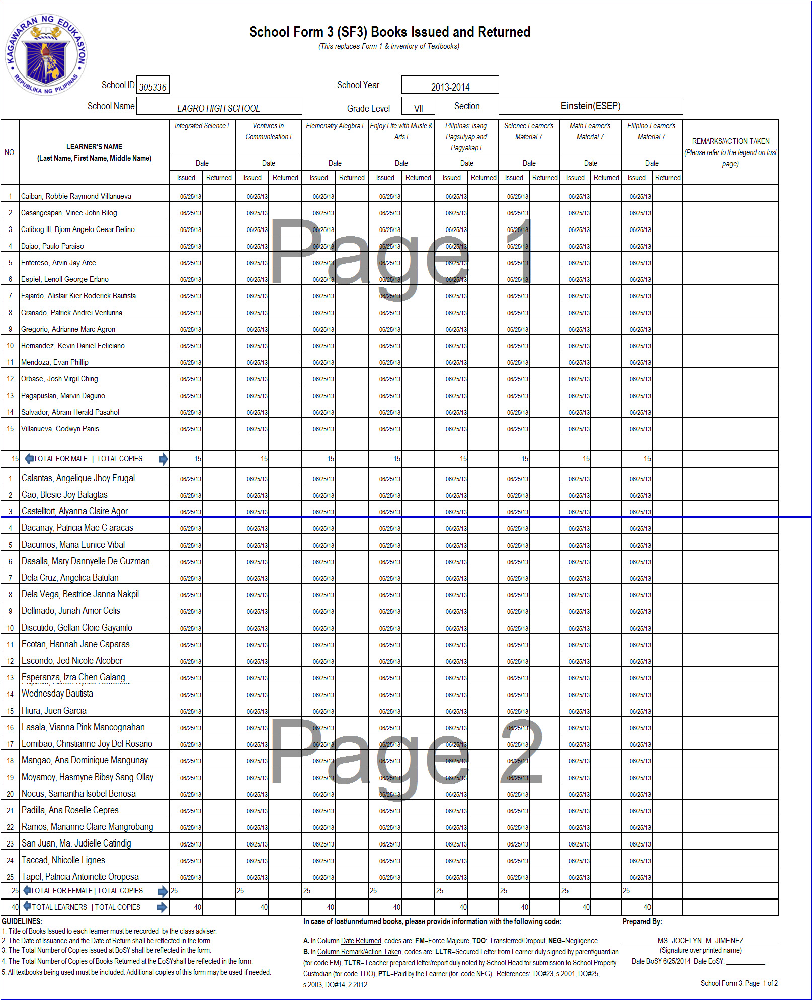 KAGAWARAN NG EDUKASYON
REPUBLIKA NG PILIPINAS
School Form 3 (SF3) Books Issued and Returned
(This replaces Form 1 & Inventory of Textbooks)
School ID 305336 School Year 2013-2014
School Name LAGRO HIGH SCHOOL Grade Level VII Section Einstein(ESEP)
NO.
LEARNER'S NAME
(Last Name, First Name, Middle Name)
Integrated Science I
Ventures in
Communication I
Elemenatry Alegbra I
Enjoy Life with Music &
Arts I
Pilipinas: Isang
Pagsulyap and
Pagyakap I
Science Learner's
Material 7
Math Learner's
Material 7
Filipino Learner's
Material 7
REMARKS/ACTION TAKEN
(Please refer to the legend on last
page)
Date Date Date Date Date Date Date Date
Issued Returned Issued Returned Issued Returned Issued Returned Issued Returned Issued Returned Issued Returned Issued Returned
1 Caiban, Robbie Raymond Villanueva 06/25/13 06/25/13 06/25/13 06/25/13 06/25/13 06/25/13 06/25/13 06/25/13
2 Casangcapan, Vince John Bilog 06/25/13 06/25/13 06/25/13 06/25/13 06/25/13 06/25/13 06/25/13 06/25/13
3 Catibog III, Bjorn Angelo Cesar Belino 06/25/13 06/25/13 06/25/13 06/25/13 06/25/13 06/25/13 06/25/13 06/25/13
4 Dajao, Paulo Paraiso 06/25/13 06/25/13 06/25/13 06/25/13 06/25/13 06/25/13 06/25/13 06/25/13
Page 1
5 Entereso, Arvin Jay Arce 06/25/13 06/25/13 06/25/13 06/25/13 06/25/13 06/25/13 06/25/13 06/25/13
6 Espiel, Lenoll George Erlano 06/25/13 06/25/13 06/25/13 06/25/13 06/25/13 06/25/13 06/25/13 06/25/13
7 Fajardo, Alistair Kier Roderick Bautista 06/25/13 06/25/13 06/25/13 06/25/13 06/25/13 06/25/13 06/25/13 06/25/13
8 Granado, Patrick Andrei Venturina 06/25/13 06/25/13 06/25/13 06/25/13 06/25/13 06/25/13 06/25/13 06/25/13
9 Gregorio, Adrianne Marc Agron 06/25/13 06/25/13 06/25/13 06/25/13 06/25/13 06/25/13 06/25/13 06/25/13
10 Hernandez, Kevin Daniel Feliciano 06/25/13 06/25/13 06/25/13 06/25/13 06/25/13 06/25/13 06/25/13 06/25/13
11 Mendoza, Evan Phillip 06/25/13 06/25/13 06/25/13 06/25/13 06/25/13 06/25/13 06/25/13 06/25/13
12 Orbase, Josh Virgil Ching 06/25/13 06/25/13 06/25/13 06/25/13 06/25/13 06/25/13 06/25/13 06/25/13
13 Pagapuslan, Marvin Daguno 06/25/13 06/25/13 06/25/13 06/25/13 06/25/13 06/25/13 06/25/13 06/25/13
14 Salvador, Abram Herald Pasahol 06/25/13 06/25/13 06/25/13 06/25/13 06/25/13 06/25/13 06/25/13 06/25/13
15 Villanueva, Godwyn Panis 06/25/13 06/25/13 06/25/13 06/25/13 06/25/13 06/25/13 06/25/13 06/25/13
15 TOTAL FOR MALE | TOTAL COPIES 15 15 15 15 15 15 15 15
1 Calantas, Angelique Jhoy Frugal 06/25/13 06/25/13 06/25/13 06/25/13 06/25/13 06/25/13 06/25/13 06/25/13
2 Cao, Blesie Joy Balagtas 06/25/13 06/25/13 06/25/13 06/25/13 06/25/13 06/25/13 06/25/13 06/25/13
3 Castelltort, Alyanna Claire Agor 06/25/13 06/25/13 06/25/13 06/25/13 06/25/13 06/25/13 06/25/13 06/25/13
4 Dacanay, Patricia Mae C aracas 06/25/13 06/25/13 06/25/13 06/25/13 06/25/13 06/25/13 06/25/13 06/25/13
5 Dacumos, Maria Eunice Vibal 06/25/13 06/25/13 06/25/13 06/25/13 06/25/13 06/25/13 06/25/13 06/25/13
6 Dasalla, Mary Dannyelle De Guzman 06/25/13 06/25/13 06/25/13 06/25/13 06/25/13 06/25/13 06/25/13 06/25/13
7 Dela Cruz, Angelica Batulan 06/25/13 06/25/13 06/25/13 06/25/13 06/25/13 06/25/13 06/25/13 06/25/13
8 Dela Vega, Beatrice Janna Nakpil 06/25/13 06/25/13 06/25/13 06/25/13 06/25/13 06/25/13 06/25/13 06/25/13
9 Delfinado, Junah Amor Celis 06/25/13 06/25/13 06/25/13 06/25/13 06/25/13 06/25/13 06/25/13 06/25/13
10 Discutido, Gellan Cloie Gayanilo 06/25/13 06/25/13 06/25/13 06/25/13 06/25/13 06/25/13 06/25/13 06/25/13
11 Ecotan, Hannah Jane Caparas 06/25/13 06/25/13 06/25/13 06/25/13 06/25/13 06/25/13 06/25/13 06/25/13
12 Escondo, Jed Nicole Alcober 06/25/13 06/25/13 06/25/13 06/25/13 06/25/13 06/25/13 06/25/13 06/25/13
13 Esperanza, Izra Chen Galang 06/25/13 06/25/13 06/25/13 06/25/13 06/25/13 06/25/13 06/25/13 06/25/13
14 Wednesday Bautista 06/25/13 06/25/13 06/25/13 06/25/13 06/25/13 06/25/13 06/25/13 06/25/13
15 Hiura, Jueri Garcia 06/25/13 06/25/13 06/25/13 06/25/13 06/25/13 06/25/13 06/25/13 06/25/13
16 Lasala, Vianna Pink Mancognahan 06/25/13 06/25/13 06/25/13 06/25/13 06/25/13 06/25/13 06/25/13 06/25/13
17 Lomibao, Christianne Joy Del Rosario 06/25/13 06/25/13 06/25/13 06/25/13 06/25/13 06/25/13 06/25/13 06/25/13
Page 2
18 Mangao, Ana Dominique Mangunay 06/25/13 06/25/13 06/25/13 06/25/13 06/25/13 06/25/13 06/25/13 06/25/13
19 Moyamoy, Hasmyne Bibsy Sang-Ollay 06/25/13 06/25/13 06/25/13 06/25/13 06/25/13 06/25/13 06/25/13 06/25/13
20 Nocus, Samantha Isobel Benosa 06/25/13 06/25/13 06/25/13 06/25/13 06/25/13 06/25/13 06/25/13 06/25/13
21 Padilla, Ana Roselle Cepres 06/25/13 06/25/13 06/25/13 06/25/13 06/25/13 06/25/13 06/25/13 06/25/13
22 Ramos, Marianne Claire Mangrobang 06/25/13 06/25/13 06/25/13 06/25/13 06/25/13 06/25/13 06/25/13 06/25/13
23 San Juan, Ma. Judielle Catindig 06/25/13 06/25/13 06/25/13 06/25/13 06/25/13 06/25/13 06/25/13 06/25/13
24 Taccad, Nhicolle Lignes 06/25/13 06/25/13 06/25/13 06/25/13 06/25/13 06/25/13 06/25/13 06/25/13
25 Tapel, Patricia Antoinette Oropesa 06/25/13 06/25/13 06/25/13 06/25/13 06/25/13 06/25/13 06/25/13 06/25/13
25 TOTAL FOR FEMALE | TOTAL COPIES 25 25 25 25 25 25 25 25
40 TOTAL LEARNERS | TOTAL COPIES 40 40 40 40 40 40 40 40
GUIDELINES:
1. Title of Books Issued to each learner must be recorded by the class adviser.
2. The Date of Issuance and the Date of Return shall be reflected in the form.
3. The Total Number of Copies issued at BoSY shall be reflected in the form.
4. The Total Number of Copies of Books Returned at the EoSYshall be reflected in the form.
5. All textbooks being used must be included. Additional copies of this form may be used if needed.
In case of lost/unreturned books, please provide information with the following code:
A. In Column Date Returned, codes are: FM=Force Majeure, TDO: Transferred/Dropout, NEG=Negligence
B. In Column Remark/Action Taken, codes are: LLTR=Secured Letter from Learner duly signed by parent/guardian
(for code FM), TLTR=Teacher prepared letter/report duly noted by School Head for submission to School Property
Custodian (for code TDO), PTL=Paid by the Learner (for code NEG). References: DO#23, s.2001, DO#25,
s.2003, DO#14, 2.2012.
Prepared By:
MS. JOCELYN M. JIMENEZ
(Signature over printed name)
Date BoSY 6/25/2014 Date EoSY: ___________
School Form 3: Page 1 of 2